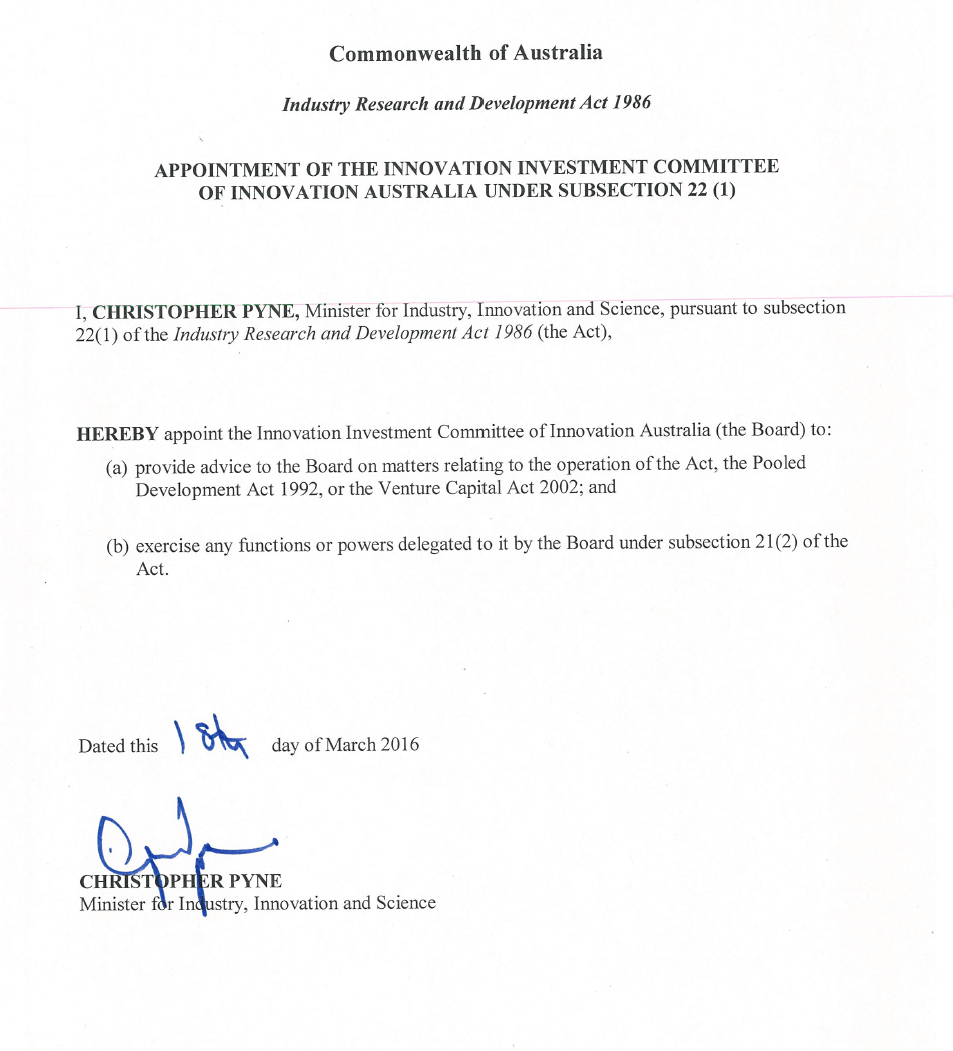 Commonwealth of Australia
Industry Research and Development Act 1986
APPOINTMENT OF THE INNOVATION INVESTMENT COMMITTEE
OF INNOVATION AUSTRALIA UNDER SUBSECTION 22 (1)
I, CHRISTOPHER PYNE, Minister for Industry, Innovation and Science, pursuant to subsection
22(1) of the Industry Research and Development Act 1986 (the Act),
HEREBY appoint the Innovation Investment Committee of Innovation Australia (the Board) to:
(a) provide advice to the Board on matters relating to the operation of the Act, the Pooled
Development Act 1992, or the Venture Capital Act 2002; and
(b) exercise any functions or powers delegated to it by the Board under subsection 21(2) of the
Act.
Dated this 18th day of March 2016
CHRISTOPHER PYNE
Minister for Industry, Innovation and Science